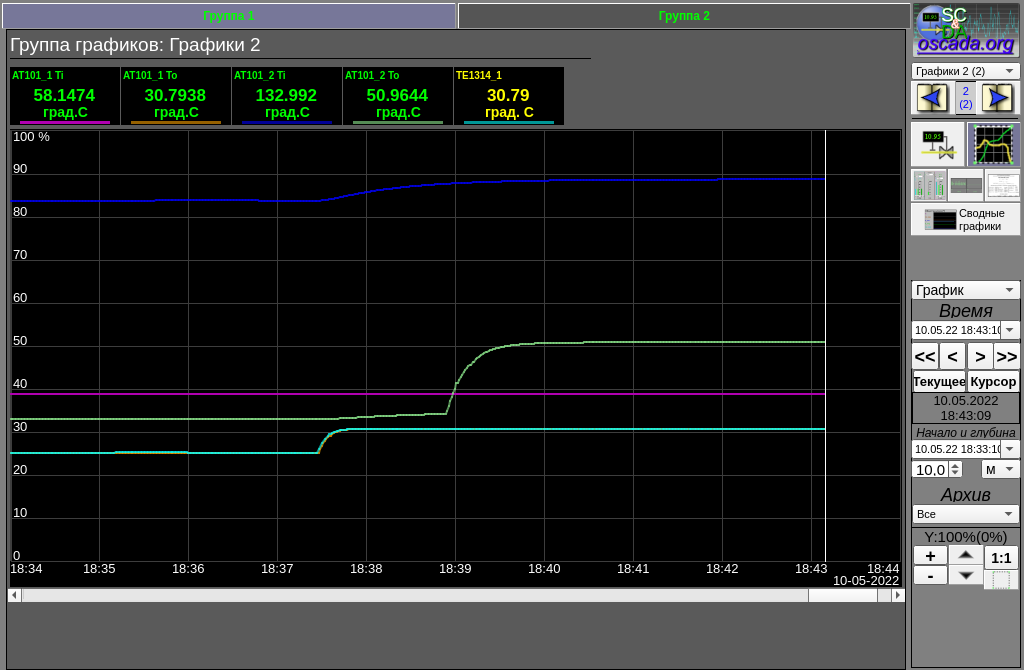 Группа 1
Группа 2
Группа графиков: Графики 2
AT101_1 Ti
58.1474
град.С
AT101_1 To
30.7938
град.С
AT101_2 Ti
132.992
град.С
AT101_2 To
50.9644
град.С
TE1314_1
30.79
град. С
100 %
90
80
70
60
50
40
30
20
10
0
18:34
18:35
18:36
18:37
18:38
18:39
18:40
18:41
18:42
18:43
18:44
10-05-2022
SC
&
DA
oscada.org
Графики 2 (2)
2
(2)
10.95
Сводные
графики
График
Время
10.05.22 18:43:10
<<
<
>
>>
Текущее
Курсор
10.05.2022
18:43:09
Начало и глубина
10.05.22 18:33:10
10,0
м
Архив
Все
Y:100%(0%)
+
1:1
-